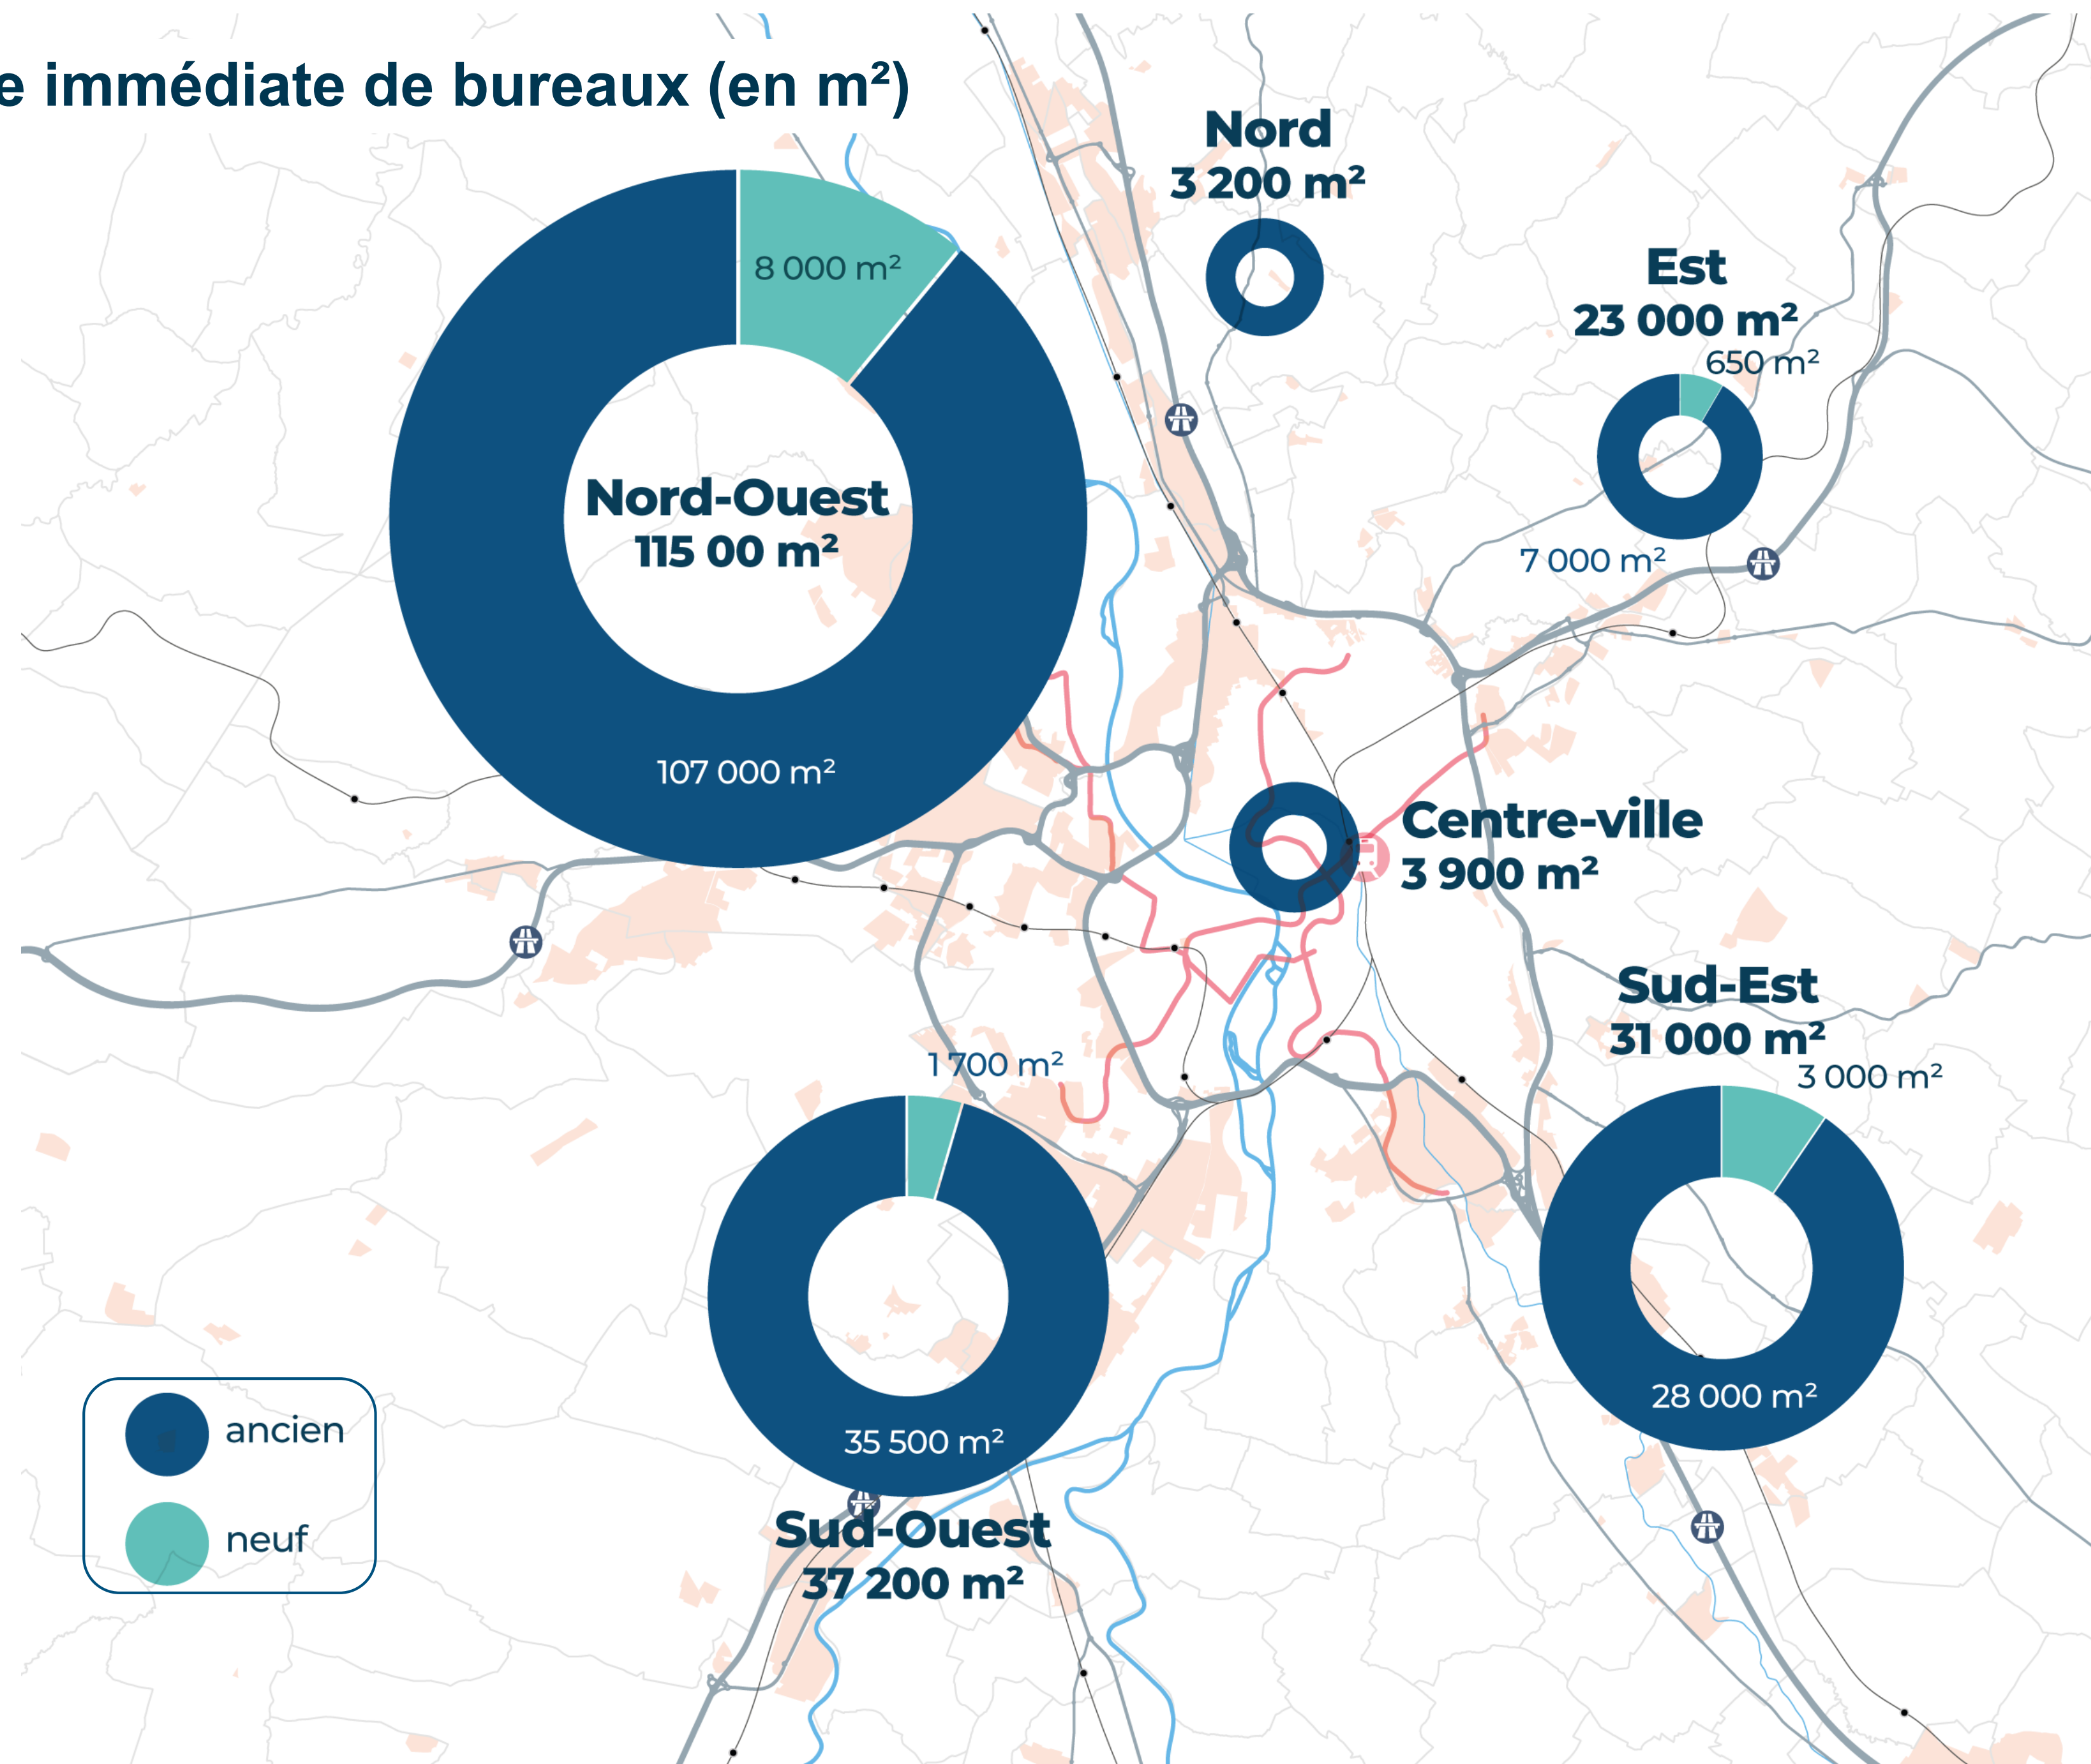 e immédiate de bureaux (en m²)
Nord
3 200 m²
Est
23 000 m²
650 m²
7 000 m²
8 000 m²
Nord-Ouest
115 00 m²
107 000 m²
Centre-ville
3 900 m²
Sud-Est
31 000 m²
3 000 m²
28 000 m²
1 700 m²
35 500 m²
Sud-Ouest
37 200 m²
ancien
neuf